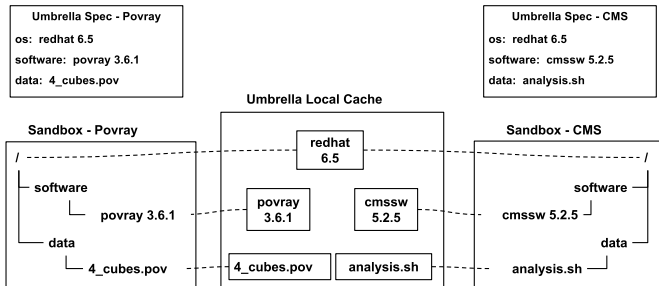 Umbrella Spec - Povray
os: redhat 6.5
software: povray 3.6.1
data: 4_cubes.pov
Umbrella Spec - CMS
os: redhat 6.5
software: cmssw 5.2.5
data: analysis.sh
Umbrella Local Cache
Sandbox - Povray
/
software
povray 3.6.1
data
4_cubes.pov
redhat
6.5
povray
3.6.1
cmssw
5.2.5
4_cubes.pov
analysis.sh
Sandbox - CMS
/
software
cmssw 5.2.5
data
analysis.sh